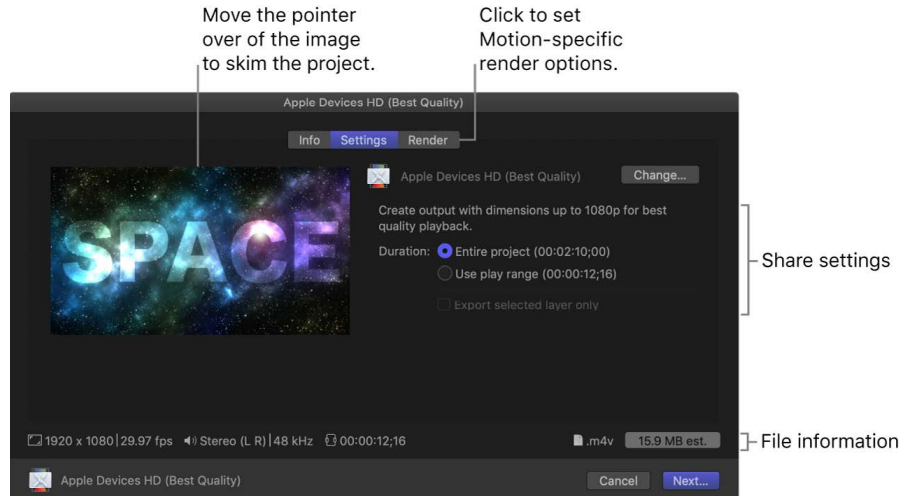 Move the pointer
over of the image
to skim the project.
Click to set
Motion-specific
render options.
Apple Devices HD (Best Quality)
Info Settings Render
SPACE
Apple Devices HD (Best Quality) Change...
Create output with dimensions up to 1080p for best
quality playback.
Duration: Entire project (00:02:10;00)
Use play range (00:00:12;16)
Export selected layer only
Share settings
1920 x 1080 | 29.97 fps Stereo (L R) | 48 kHz 00:00:12;16 .m4v 15.9 MB est.
File information
Apple Devices HD (Best Quality) Cancel Next...